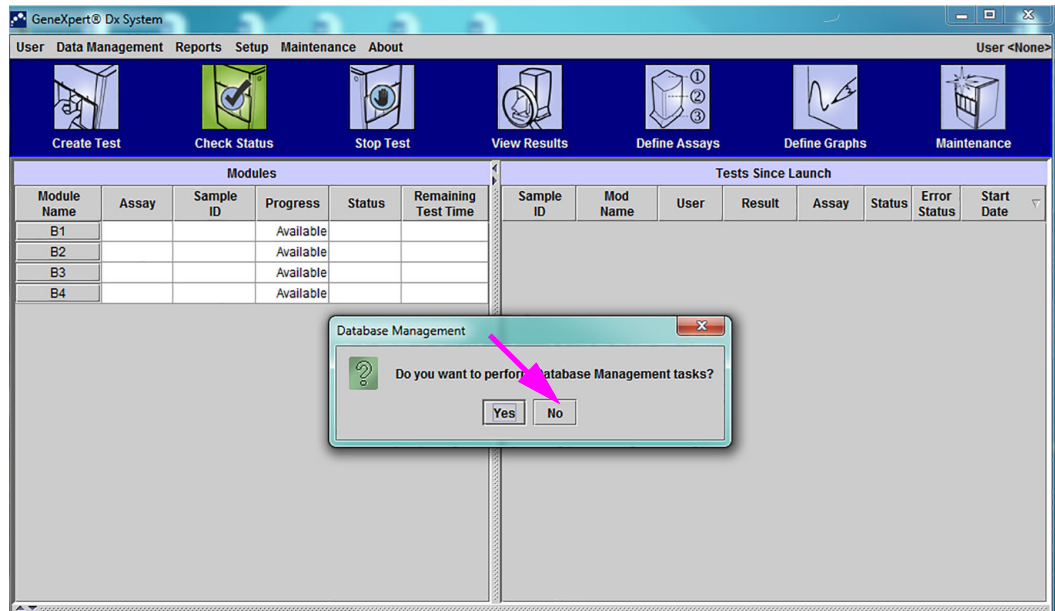 GeneXpert® Dx System
User Data Management Reports Setup Maintenance About User <None>
Create Test Check Status Stop Test View Results Define Assays Define Graphs Maintenance
Modules Tests Since Launch
Module Name Assay Sample ID Progress Status Remaining Test Time Sample ID Mod Name User Result Assay Status Error Status Start Date
B1 Available
B2 Available
B3 Available
B4 Available
Database Management
Do you want to perform Database Management tasks?
Yes No